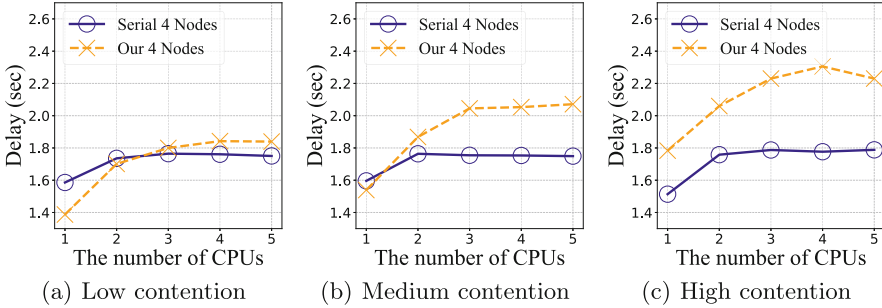 2.6
2.4
2.2
2.0
1.8
1.6
1.4
Delay (sec)
Serial 4 Nodes
Our 4 Nodes
1 2 3 4 5
The number of CPUs
(a) Low contention
2.6
2.4
2.2
2.0
1.8
1.6
1.4
Delay (sec)
Serial 4 Nodes
Our 4 Nodes
1 2 3 4 5
The number of CPUs
(b) Medium contention
2.6
2.4
2.2
2.0
1.8
1.6
1.4
Delay (sec)
Serial 4 Nodes
Our 4 Nodes
1 2 3 4 5
The number of CPUs
(c) High contention